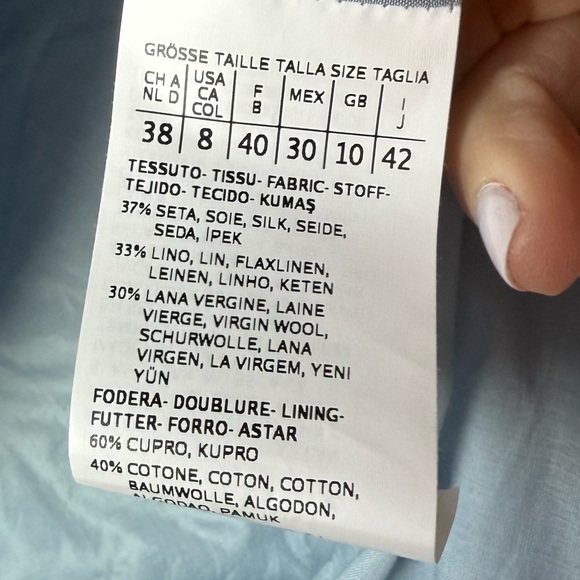 GRÖSSE TAILLE TALLA SIZE TAGLIA
CH A NL D USA CA COL F B MEX GB I J
38 8 40 30 10 42
TESSUTO- TISSU- FABRIC- STOFF-
TEJIDO- TECIDO- KUMAŞ
37% SETA, SOIE, SILK, SEIDE,
SEDA, IPEK
33% LINO, LIN, FLAXLINEN,
LEINEN, LINHO, KETEN
30% LANA VERGINE, LAINE
VIERGE, VIRGIN WOOL,
SCHURWOLLE, LANA
VIRGEN, LA VIRGEM, YENI
YÜN
FODERA- DOUBLURE- LINING-
FUTTER- FORRO- ASTAR
60% CUPRO, KUPRO
40% COTONE, COTON, COTTON,
BAUMWOLLE, ALGODON,
ALGODAO, PAMUK